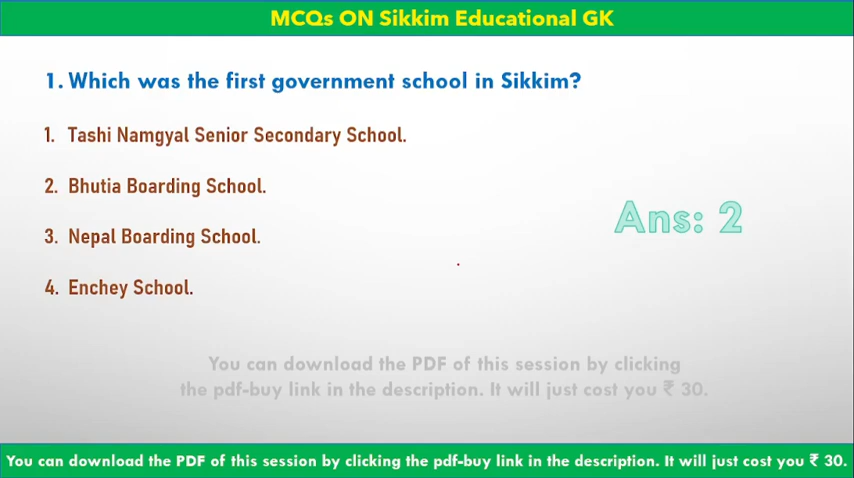 MCQs ON Sikkim Educational GK
1. Which was the first government school in Sikkim?
1. Tashi Namgyal Senior Secondary School.
2. Bhutia Boarding School.
3. Nepal Boarding School.
4. Enchey School.
Ans: 2
You can download the PDF of this session by clicking
the pdf-buy link in the description. It will just cost you ₹ 30.
You can download the PDF of this session by clicking the pdf-buy link in the description. It will just cost you ₹ 30.